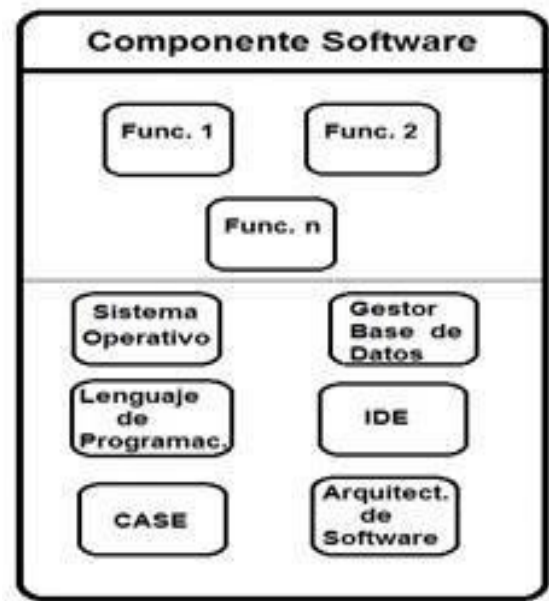 Componente Software
Func. 1
Func. 2
Func. n
Sistema
Operativo
Gestor
Base de
Datos
Lenguaje
de
Programac.
IDE
CASE
Arquitect.
de
Software